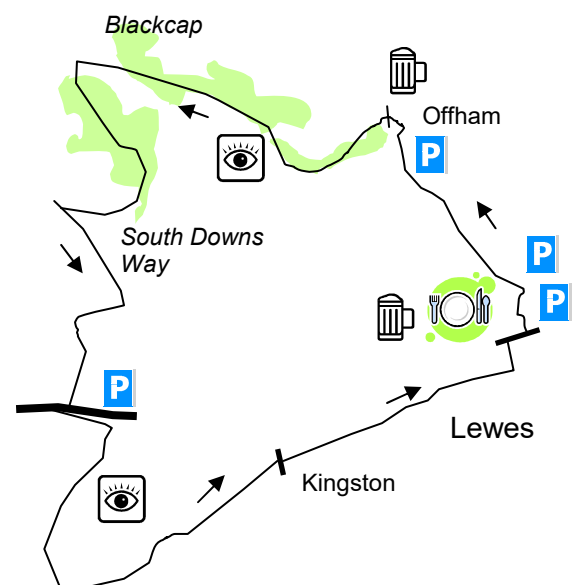 Blackcap
Offham
P
P
South Downs
Way
P
P
Lewes
Kingston